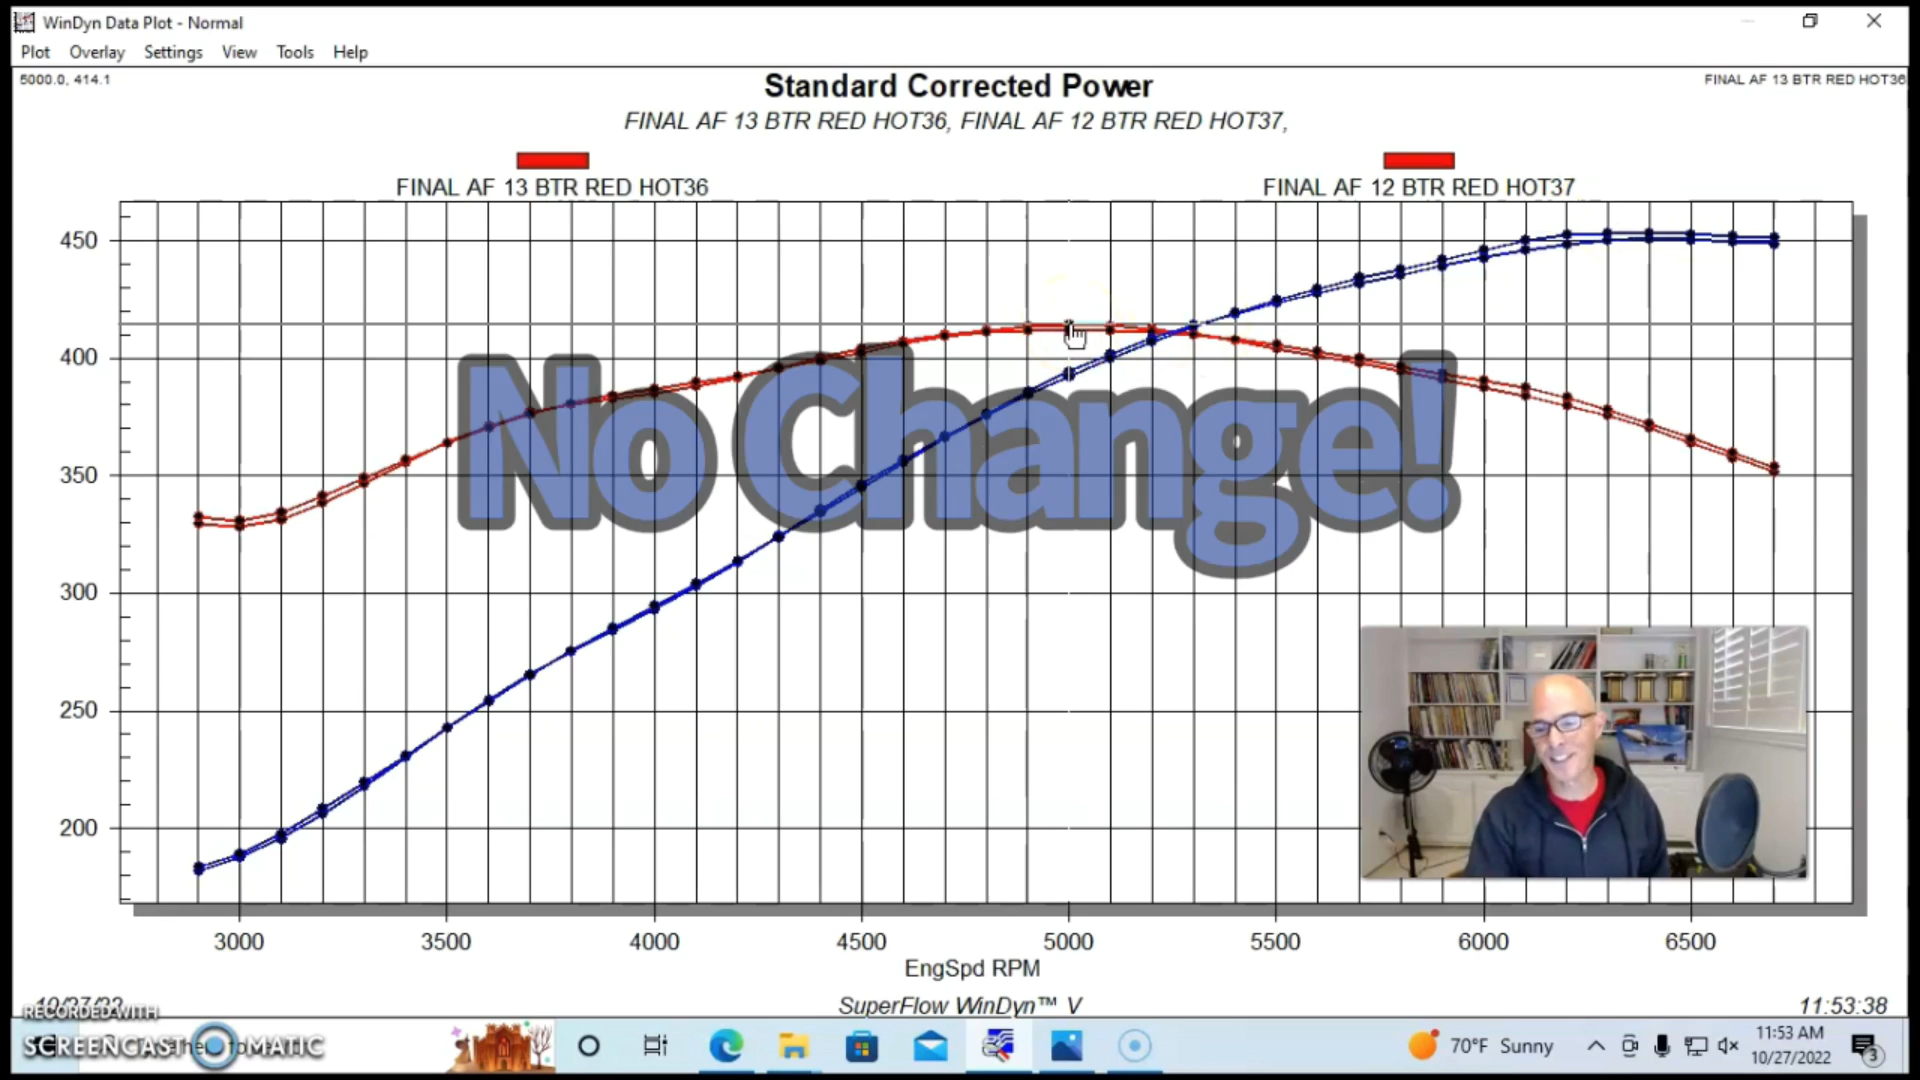 WinDyn Data Plot - Normal
Plot Overlay Settings View Tools Help
5000.0, 414.1
Standard Corrected Power
FINAL AF 13 BTR RED HOT36
FINAL AF 13 BTR RED HOT36, FINAL AF 12 BTR RED HOT37,
FINAL AF 13 BTR RED HOT36
FINAL AF 12 BTR RED HOT37
450
400
350
300
250
200
No Change!
3000 3500 4000 4500 5000 5500 6000 6500
EngSpd RPM
10/27/22
SuperFlow WinDyn™ V
11:53:38
RECORDED WITH
SCREENCAST-O-MATIC
70°F Sunny
11:53 AM
10/27/2022
3